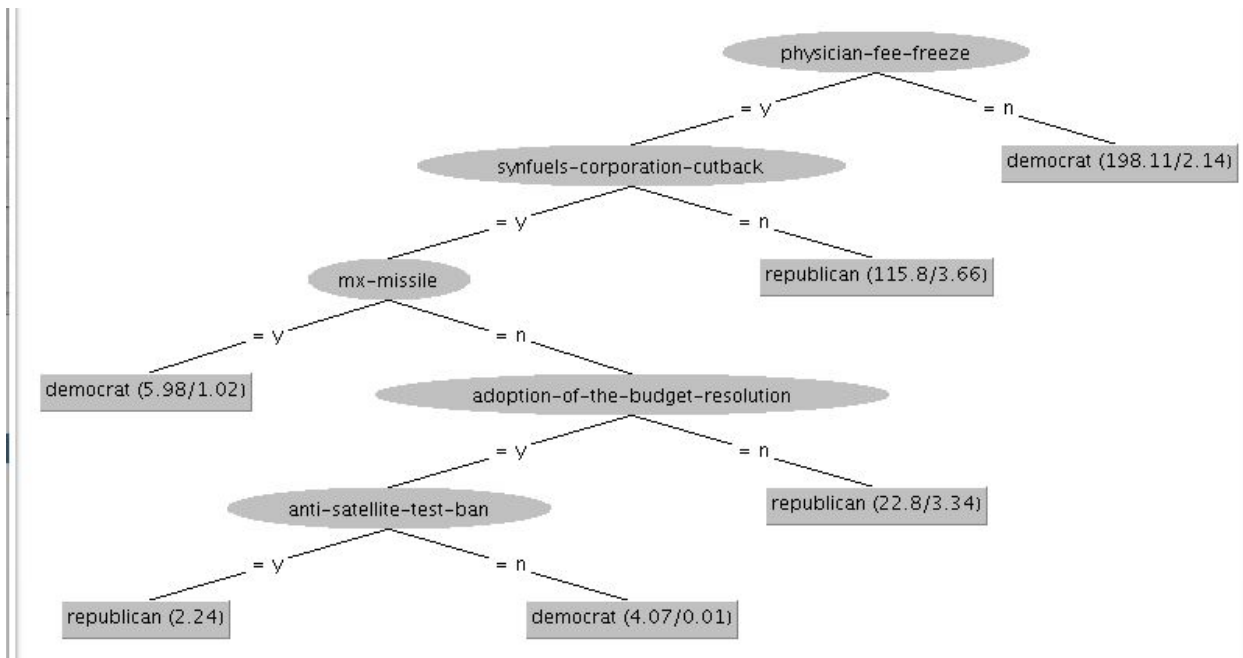 physician-fee-freeze
= y
= n
synfuels-corporation-cutback
democrat (198.11/2.14)
= y
= n
mx-missile
republican (115.8/3.66)
= y
= n
democrat (5.98/1.02)
adoption-of-the-budget-resolution
= y
= n
anti-satellite-test-ban
republican (22.8/3.34)
= y
= n
republican (2.24)
democrat (4.07/0.01)